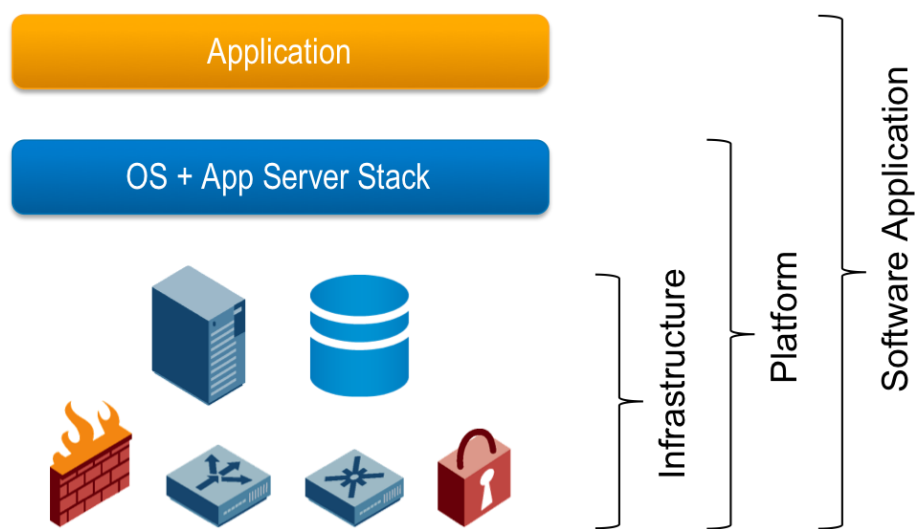 Application
OS + App Server Stack
Infrastructure
Platform
Software Application